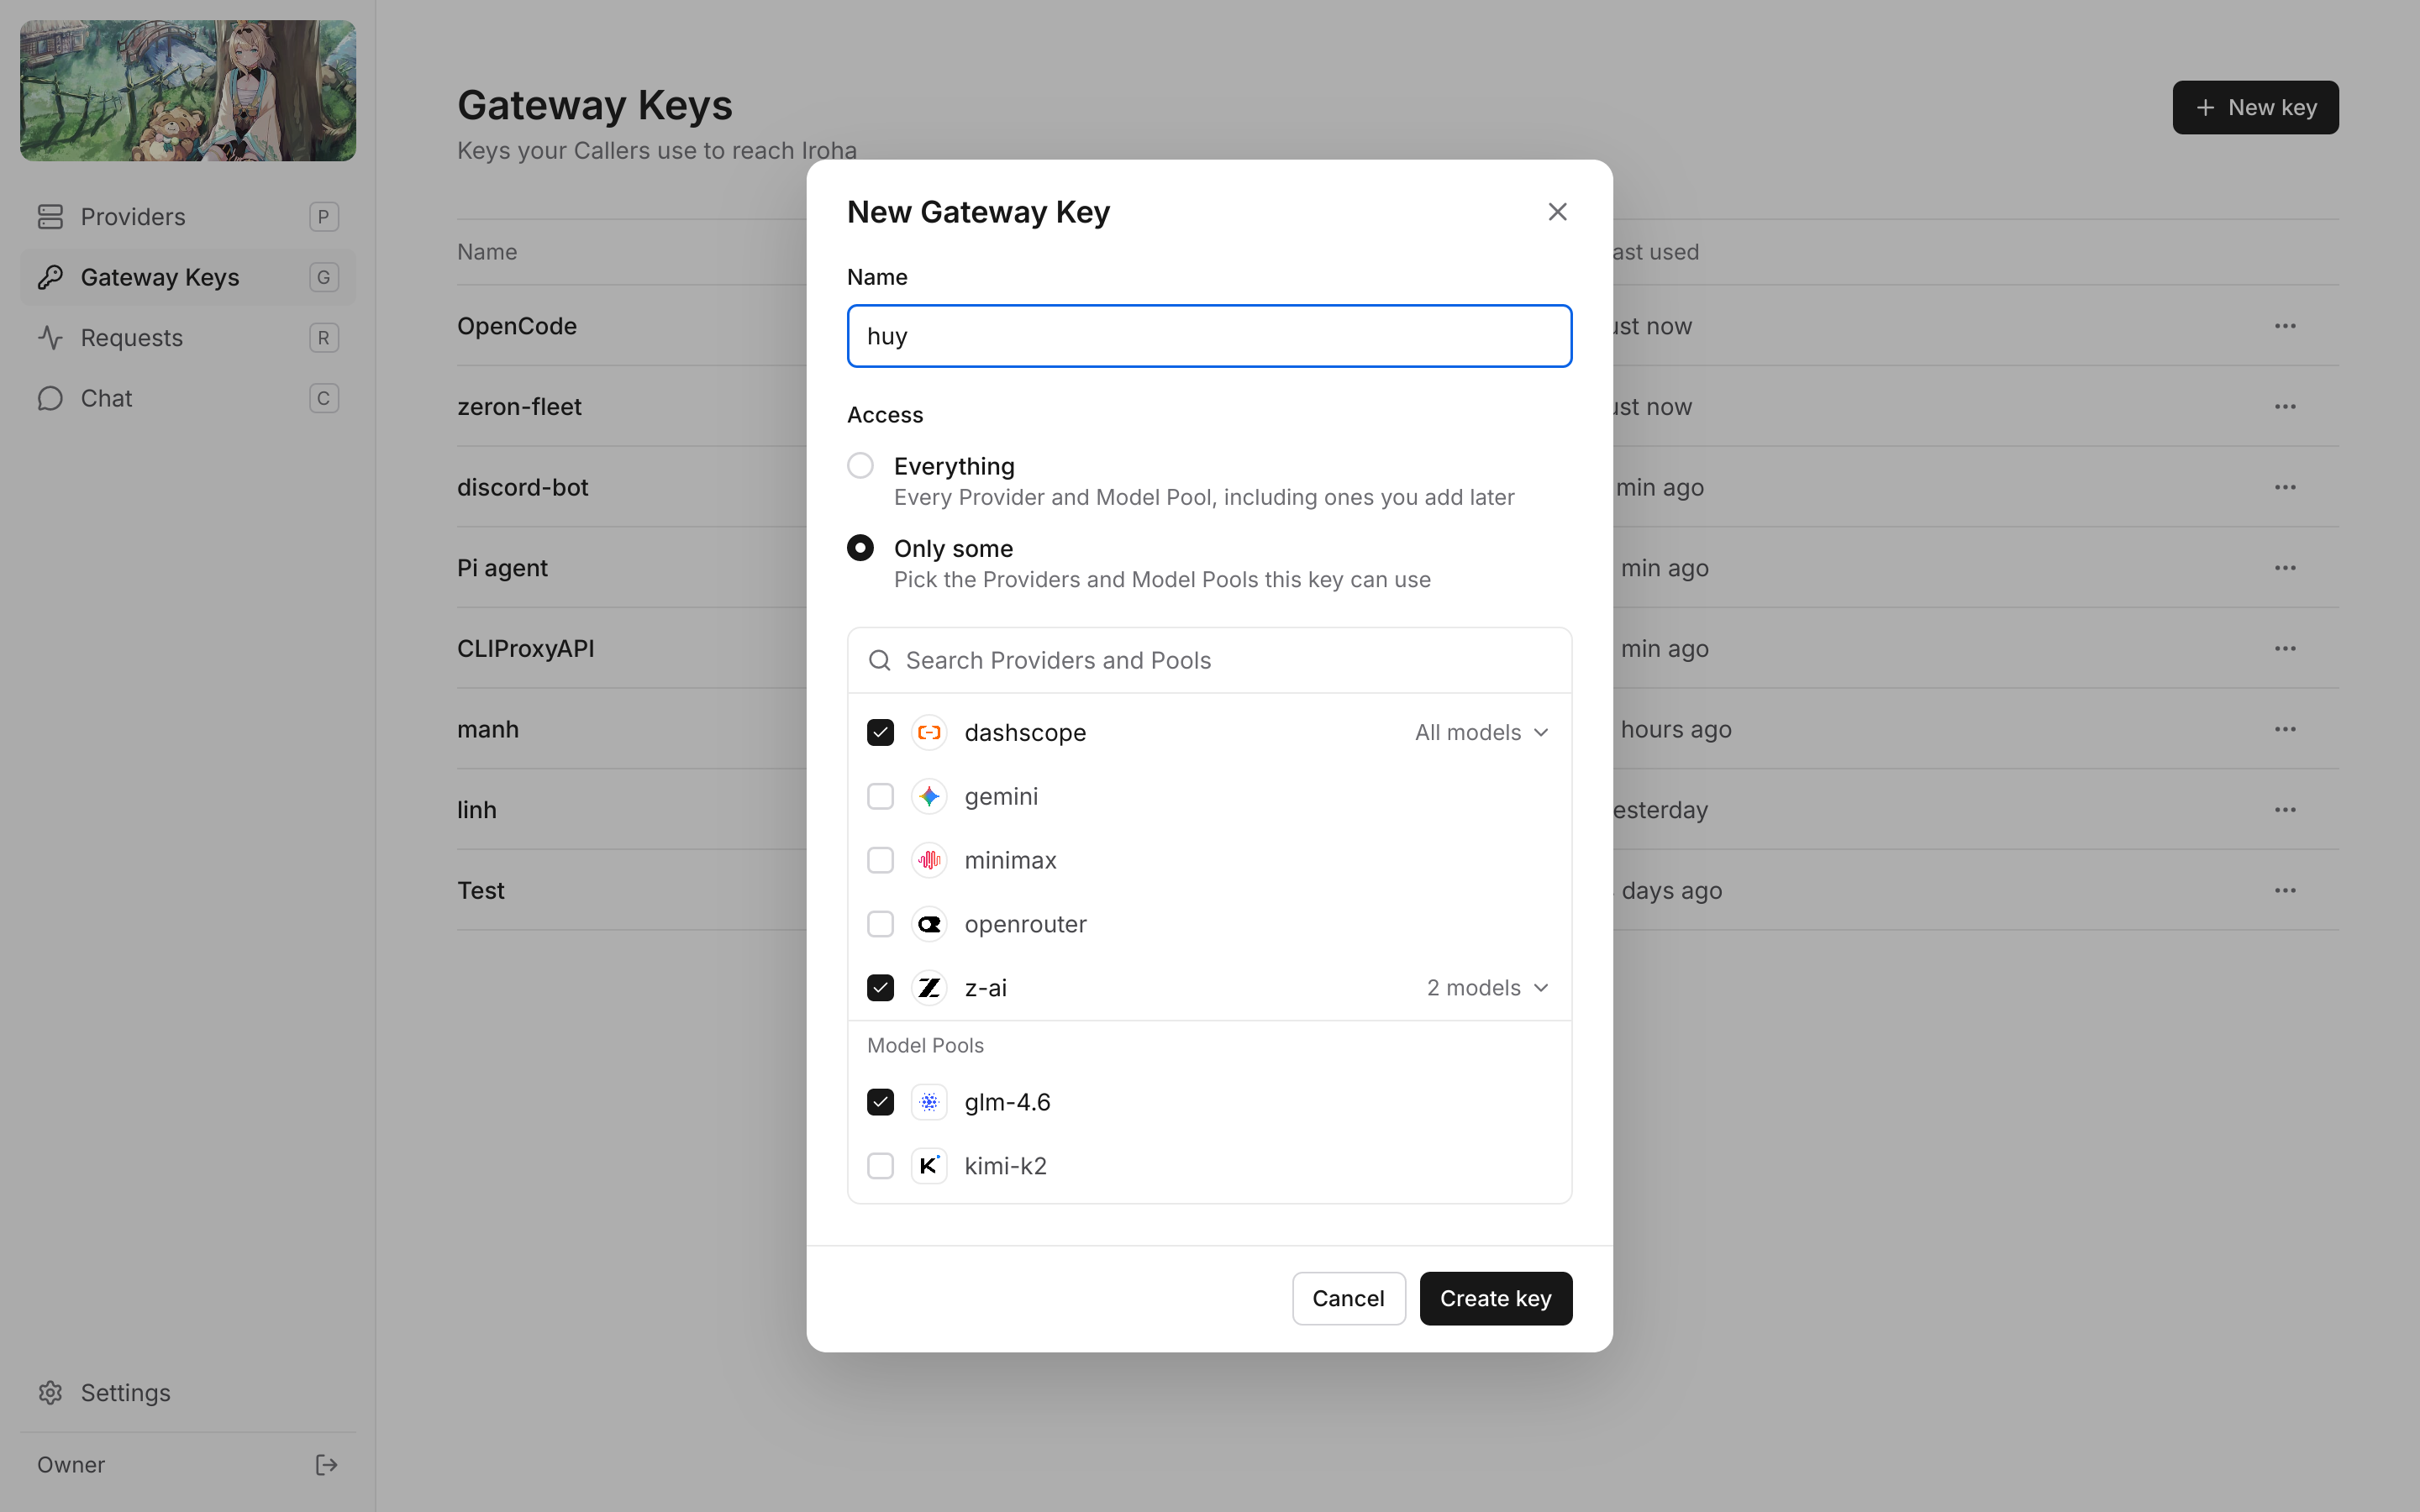 Gateway Keys
Keys your Callers use to reach Iroha
New key
Providers P
Gateway Keys G
Requests R
Chat C
Settings
Owner
Name
ast used
OpenCode
ust now
zeron-fleet
ust now
discord-bot
min ago
Pi agent
min ago
CLIProxyAPI
min ago
manh
hours ago
linh
esterday
Test
days ago
New Gateway Key
Name
huy
Access
Everything
Every Provider and Model Pool, including ones you add later
Only some
Pick the Providers and Model Pools this key can use
Search Providers and Pools
dashscope All models
gemini
minimax
openrouter
z-ai 2 models
Model Pools
glm-4.6
kimi-k2
Cancel
Create key